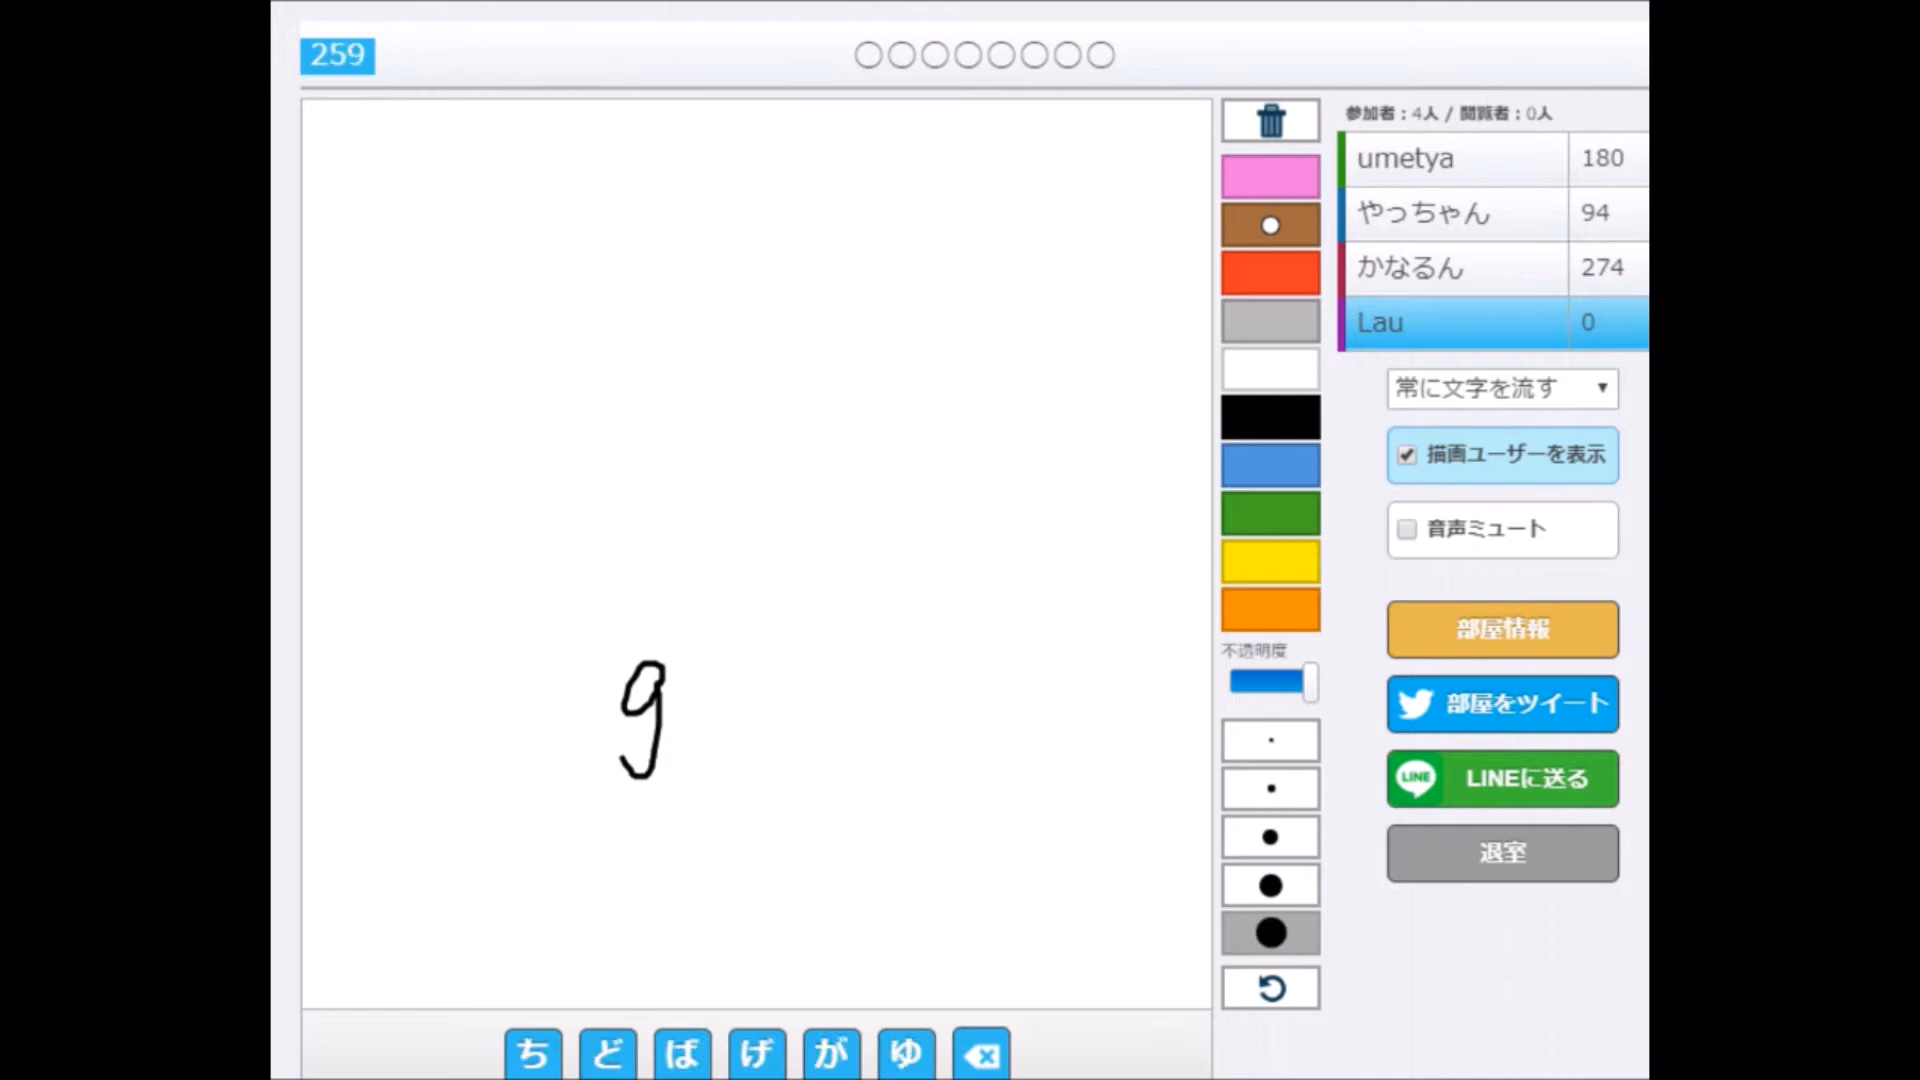 259
○○○○○○○○
参加者：4人 / 閲覧者：0人
umetya 180
やっちゃん 94
かなるん 274
Lau 0
常に文字を流す
描画ユーザーを表示
音声ミュート
不透明度
部屋情報
部屋をツイート
LINE LINEに送る
退室
g
ち ど ば げ が ゆ